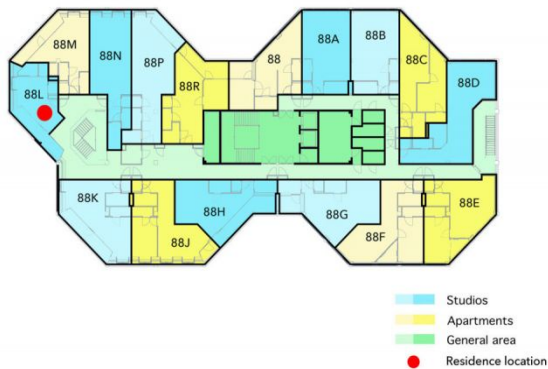 88M
88N
88P
88R
88
88A
88B
88C
88D
88L
88K
88J
88H
88G
88F
88E
Studios
Apartments
General area
Residence location